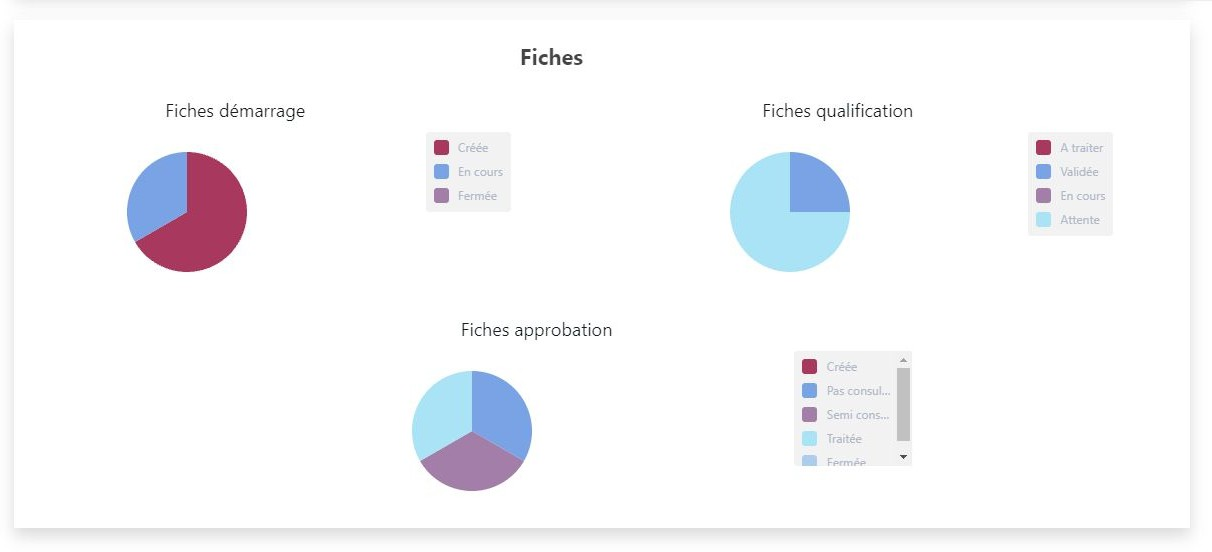 Fiches
Fiches démarrage
Créée
En cours
Fermée
Fiches qualification
A traiter
Validée
En cours
Attente
Fiches approbation
Créée
Pas consul...
Semi cons...
Traitée
Fermée